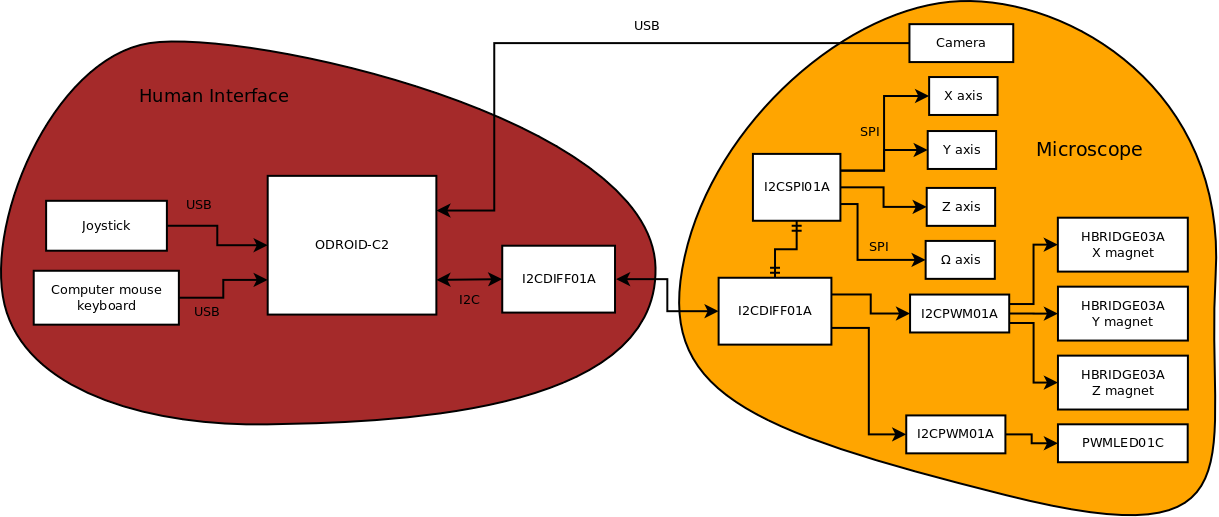 USB
Human Interface
Joystick
USB
Computer mouse
keyboard
USB
ODROID-C2
I2C
I2CDIFF01A
Camera
X axis
SPI
Y axis
Microscope
I2CSPI01A
Z axis
SPI
Ω axis
I2CDIFF01A
I2CPWM01A
HBRIDGE03A
X magnet
HBRIDGE03A
Y magnet
HBRIDGE03A
Z magnet
I2CPWM01A
PWMLED01C